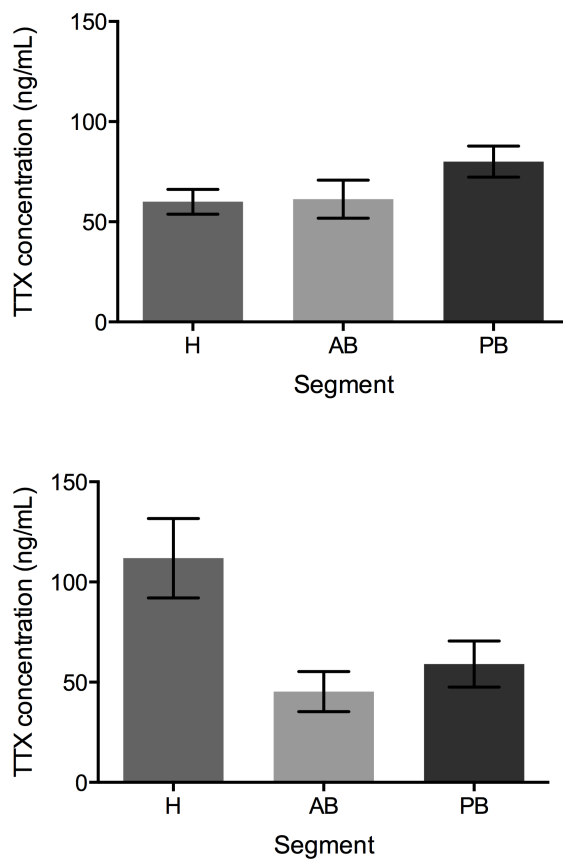 TTX concentration (ng/mL)
150
100
50
0
H AB PB
Segment
TTX concentration (ng/mL)
150
100
50
0
H AB PB
Segment